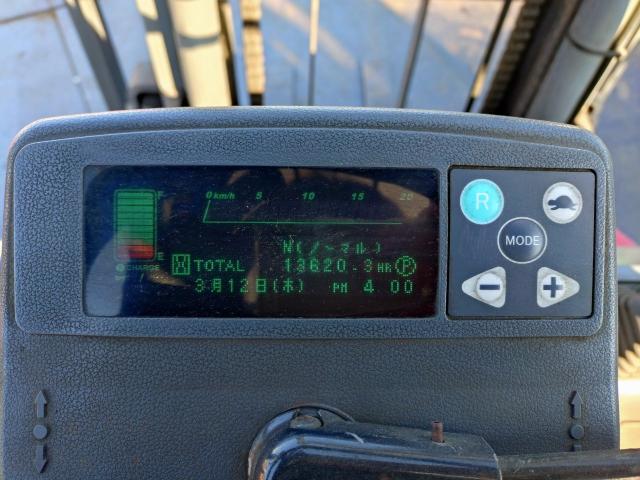 F
0km/h 5 10 15 20
R
N(ノーマル)
MODE
E
TOTAL 13620.3HR P
CHARGE
3月12日(木) PM 4 00
- +